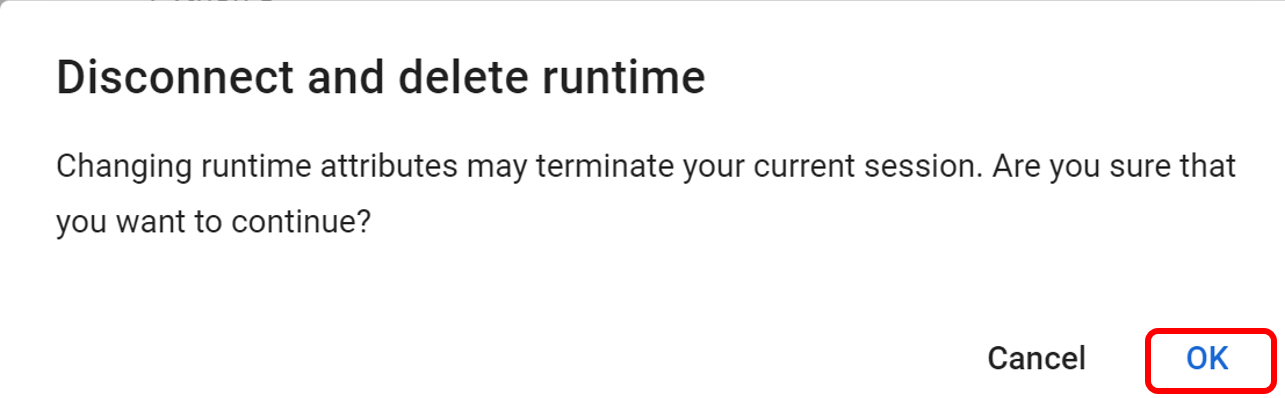 Disconnect and delete runtime
Changing runtime attributes may terminate your current session. Are you sure that
you want to continue?
Cancel OK